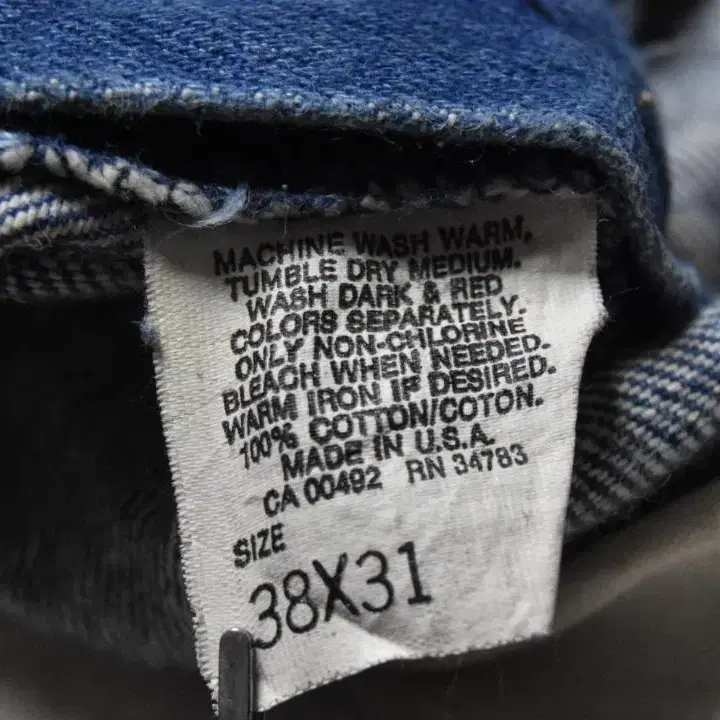 MACHINE WASH WARM,
TUMBLE DRY MEDIUM.
WASH DARK & RED
COLORS SEPARATELY.
ONLY NON-CHLORINE
BLEACH WHEN NEEDED.
WARM IRON IF DESIRED.
100% COTTON/COTON.
MADE IN U.S.A.
CA 00492 RN 34783
SIZE
38X31